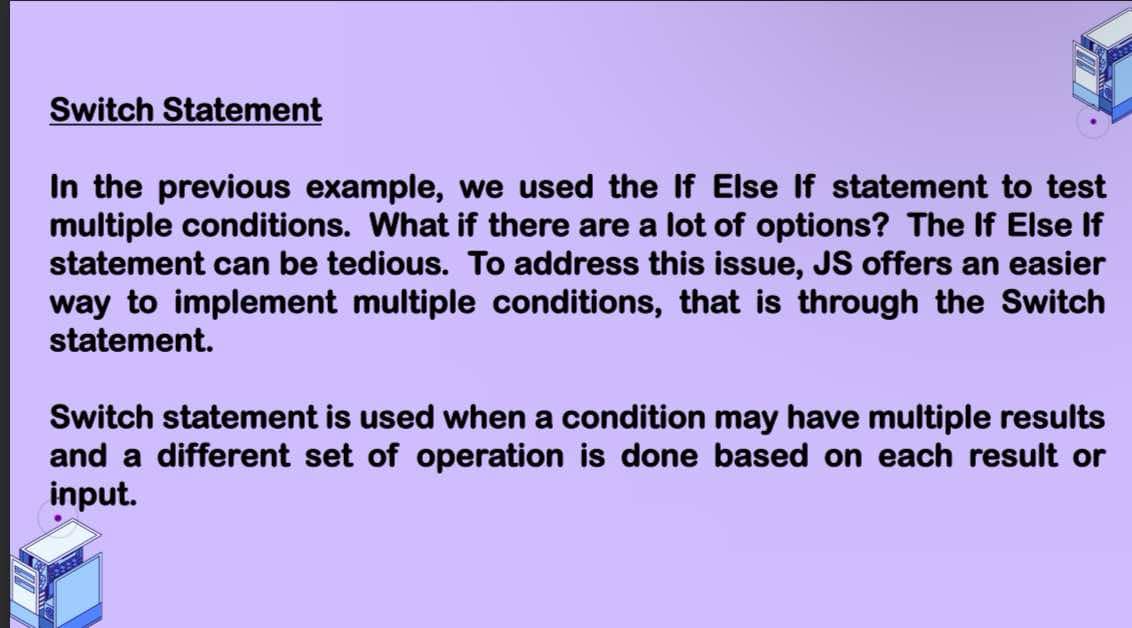 Switch Statement
In the previous example, we used the If Else If statement to test
multiple conditions. What if there are a lot of options? The If Else If
statement can be tedious. To address this issue, JS offers an easier
way to implement multiple conditions, that is through the Switch
statement.
Switch statement is used when a condition may have multiple results
and a different set of operation is done based on each result or
input.